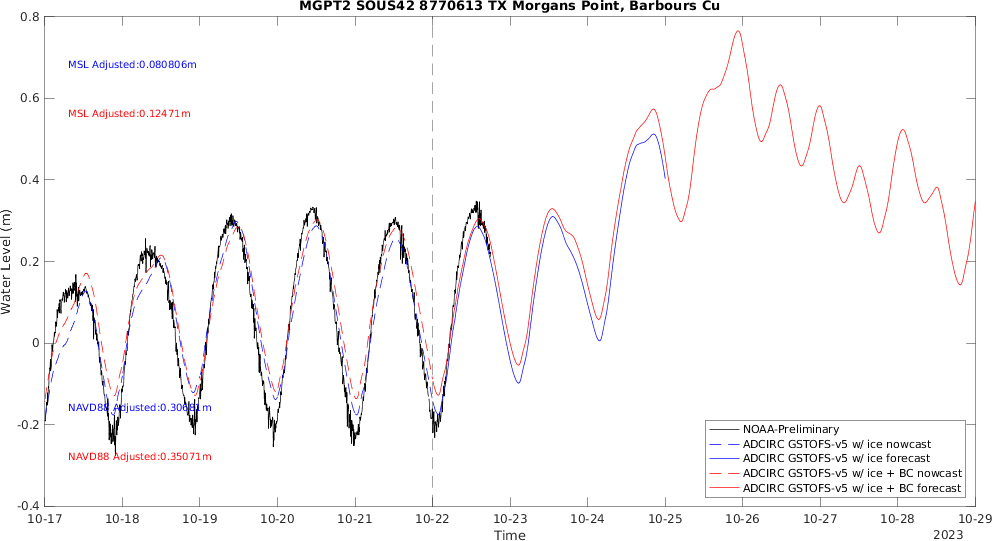 MGPT2 SOUS42 8770613 TX Morgans Point, Barbours Cu
0.8
0.6
0.4
0.2
0
-0.2
-0.4
Water Level (m)
MSL Adjusted:0.080806m
MSL Adjusted:0.12471m
NAVD88 Adjusted:0.30681m
NAVD88 Adjusted:0.35071m
NOAA-Preliminary
ADCIRC GSTOFS-v5 w/ ice nowcast
ADCIRC GSTOFS-v5 w/ ice forecast
ADCIRC GSTOFS-v5 w/ ice + BC nowcast
ADCIRC GSTOFS-v5 w/ ice + BC forecast
10-17 10-18 10-19 10-20 10-21 10-22 10-23 10-24 10-25 10-26 10-27 10-28 10-29
Time
2023